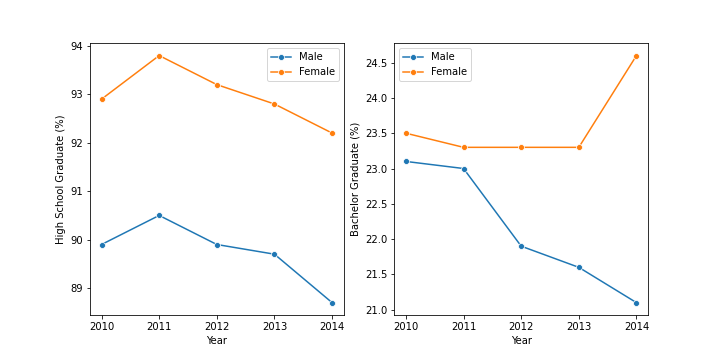 94
93
92
91
90
89
High School Graduate (%)
2010 2011 2012 2013 2014
Year
Male
Female
24.5
24.0
23.5
23.0
22.5
22.0
21.5
21.0
Bachelor Graduate (%)
2010 2011 2012 2013 2014
Year
Male
Female